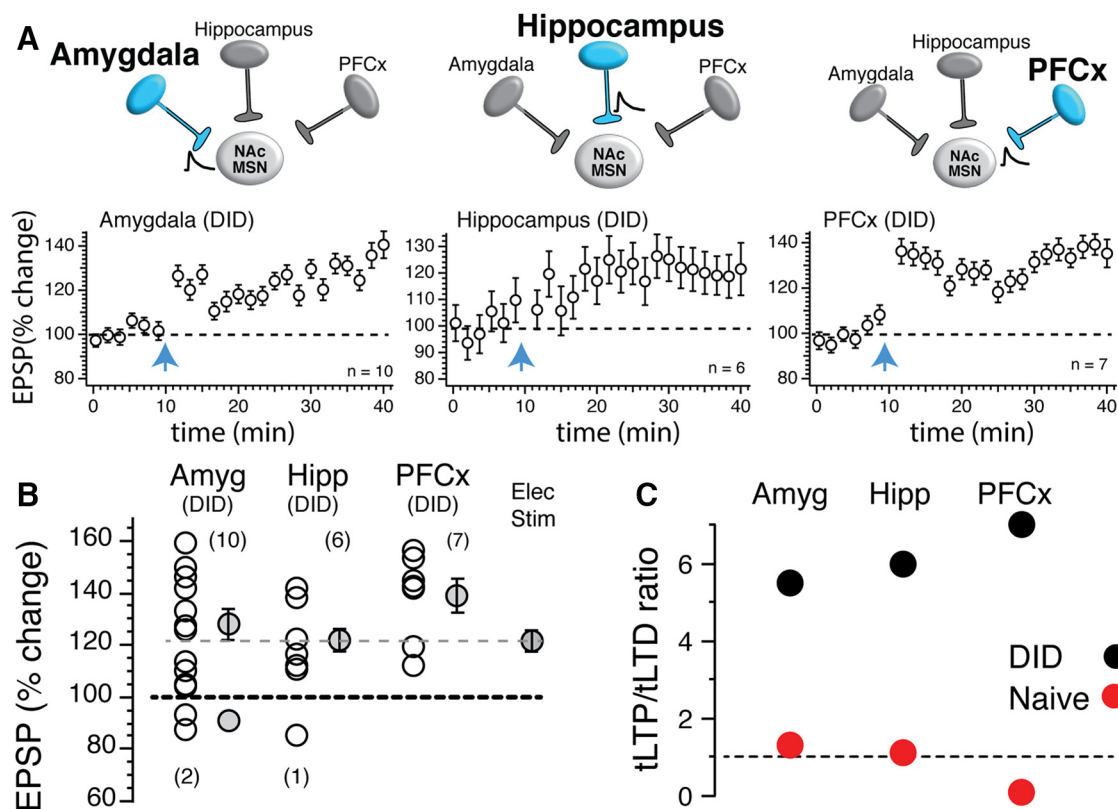 A
Amygdala
Hippocampus
PFCx
NAc
MSN
Hippocampus
Amygdala
PFCx
NAc
MSN
Hippocampus
Amygdala
PFCx
NAc
MSN
EPSP(% change)
Amygdala (DID)
140
120
100
80
n = 10
0 10 20 30 40
time (min)
Hippocampus (DID)
130
120
110
100
90
80
n = 6
0 10 20 30 40
time (min)
PFCx (DID)
140
120
100
80
n = 7
0 10 20 30 40
time (min)
B
Amyg Hipp PFCx Elec
(DID) (DID) (DID) Stim
(10) (6) (7)
EPSP (% change)
160
140
120
100
80
60
(2) (1)
C
Amyg Hipp PFCx
tLTP/tLTD ratio
6
4
2
0
DID
Naive